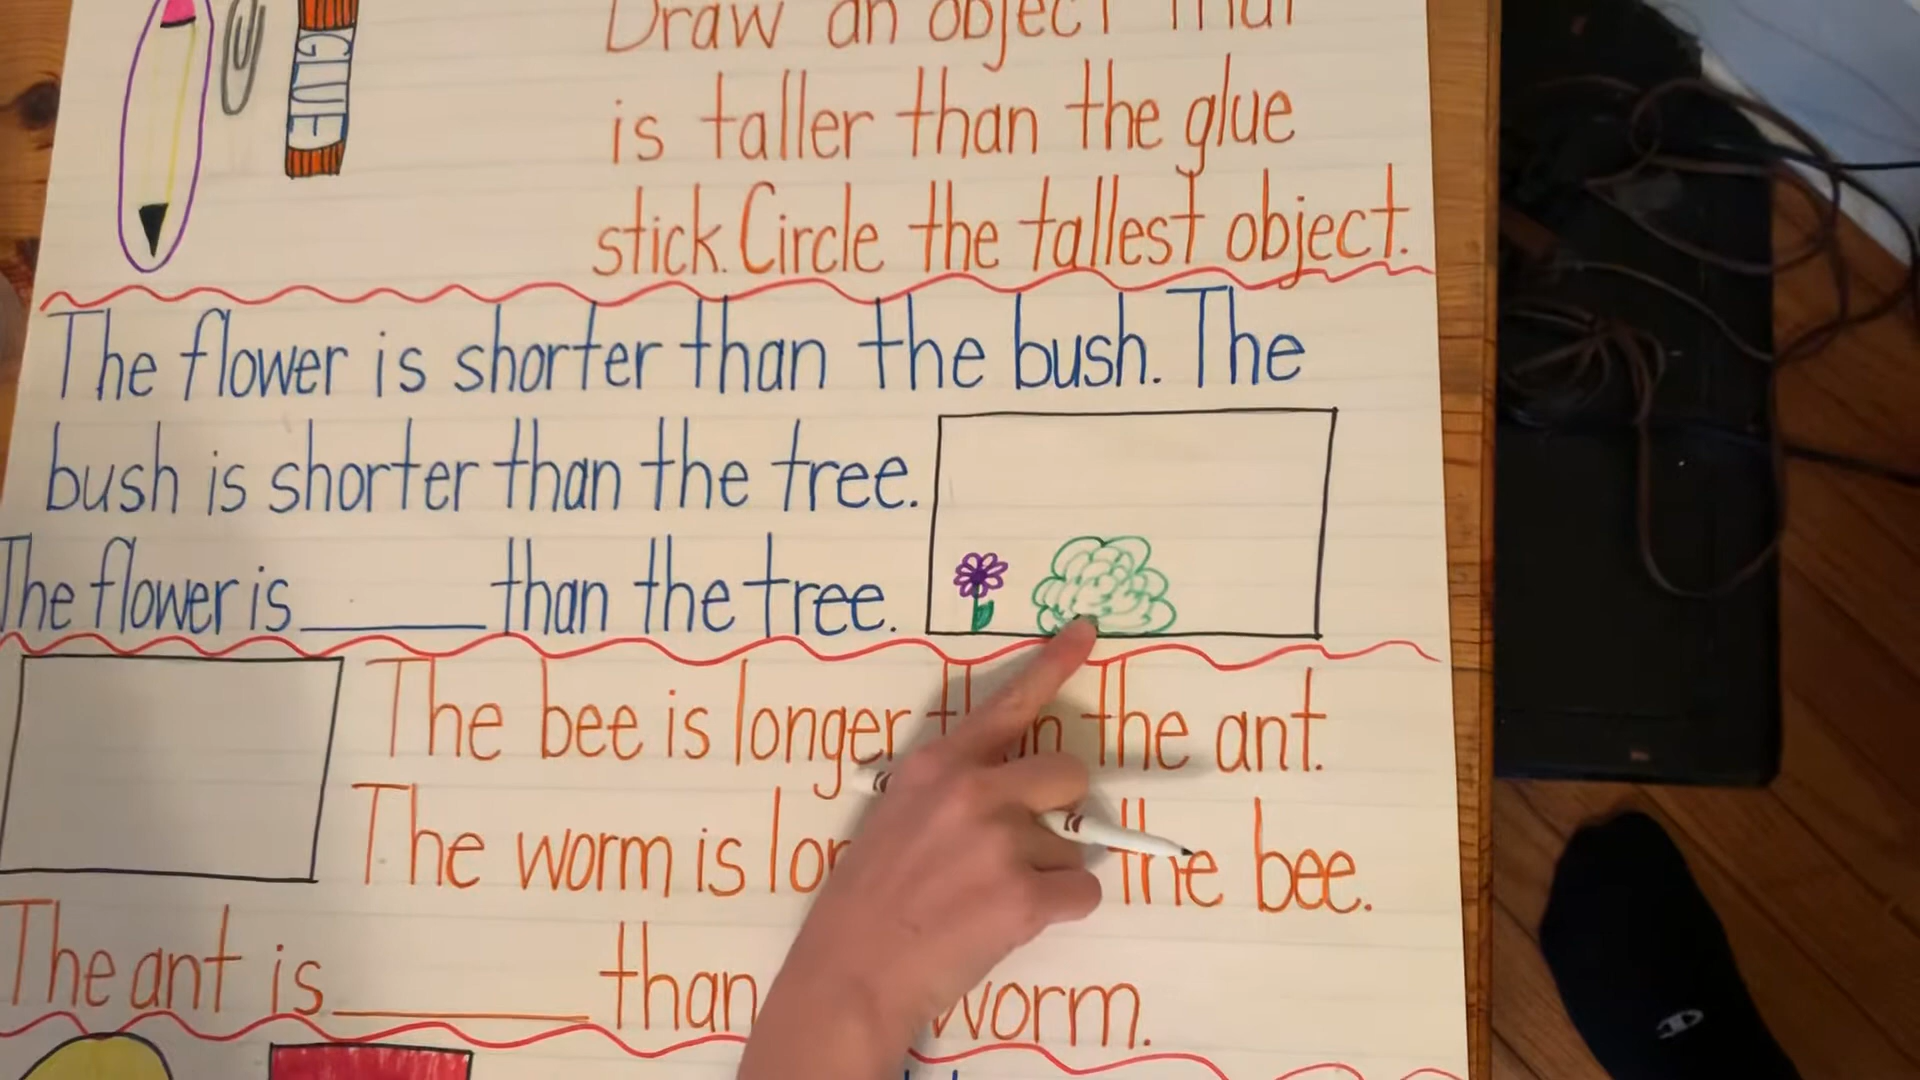 GLUE
Draw an object that
is taller than the glue
stick. Circle the tallest object.
The flower is shorter than the bush. The
bush is shorter than the tree.
The flower is ______ than the tree.
The bee is longer than the ant.
The worm is the bee.
The ant is ______ than worm.